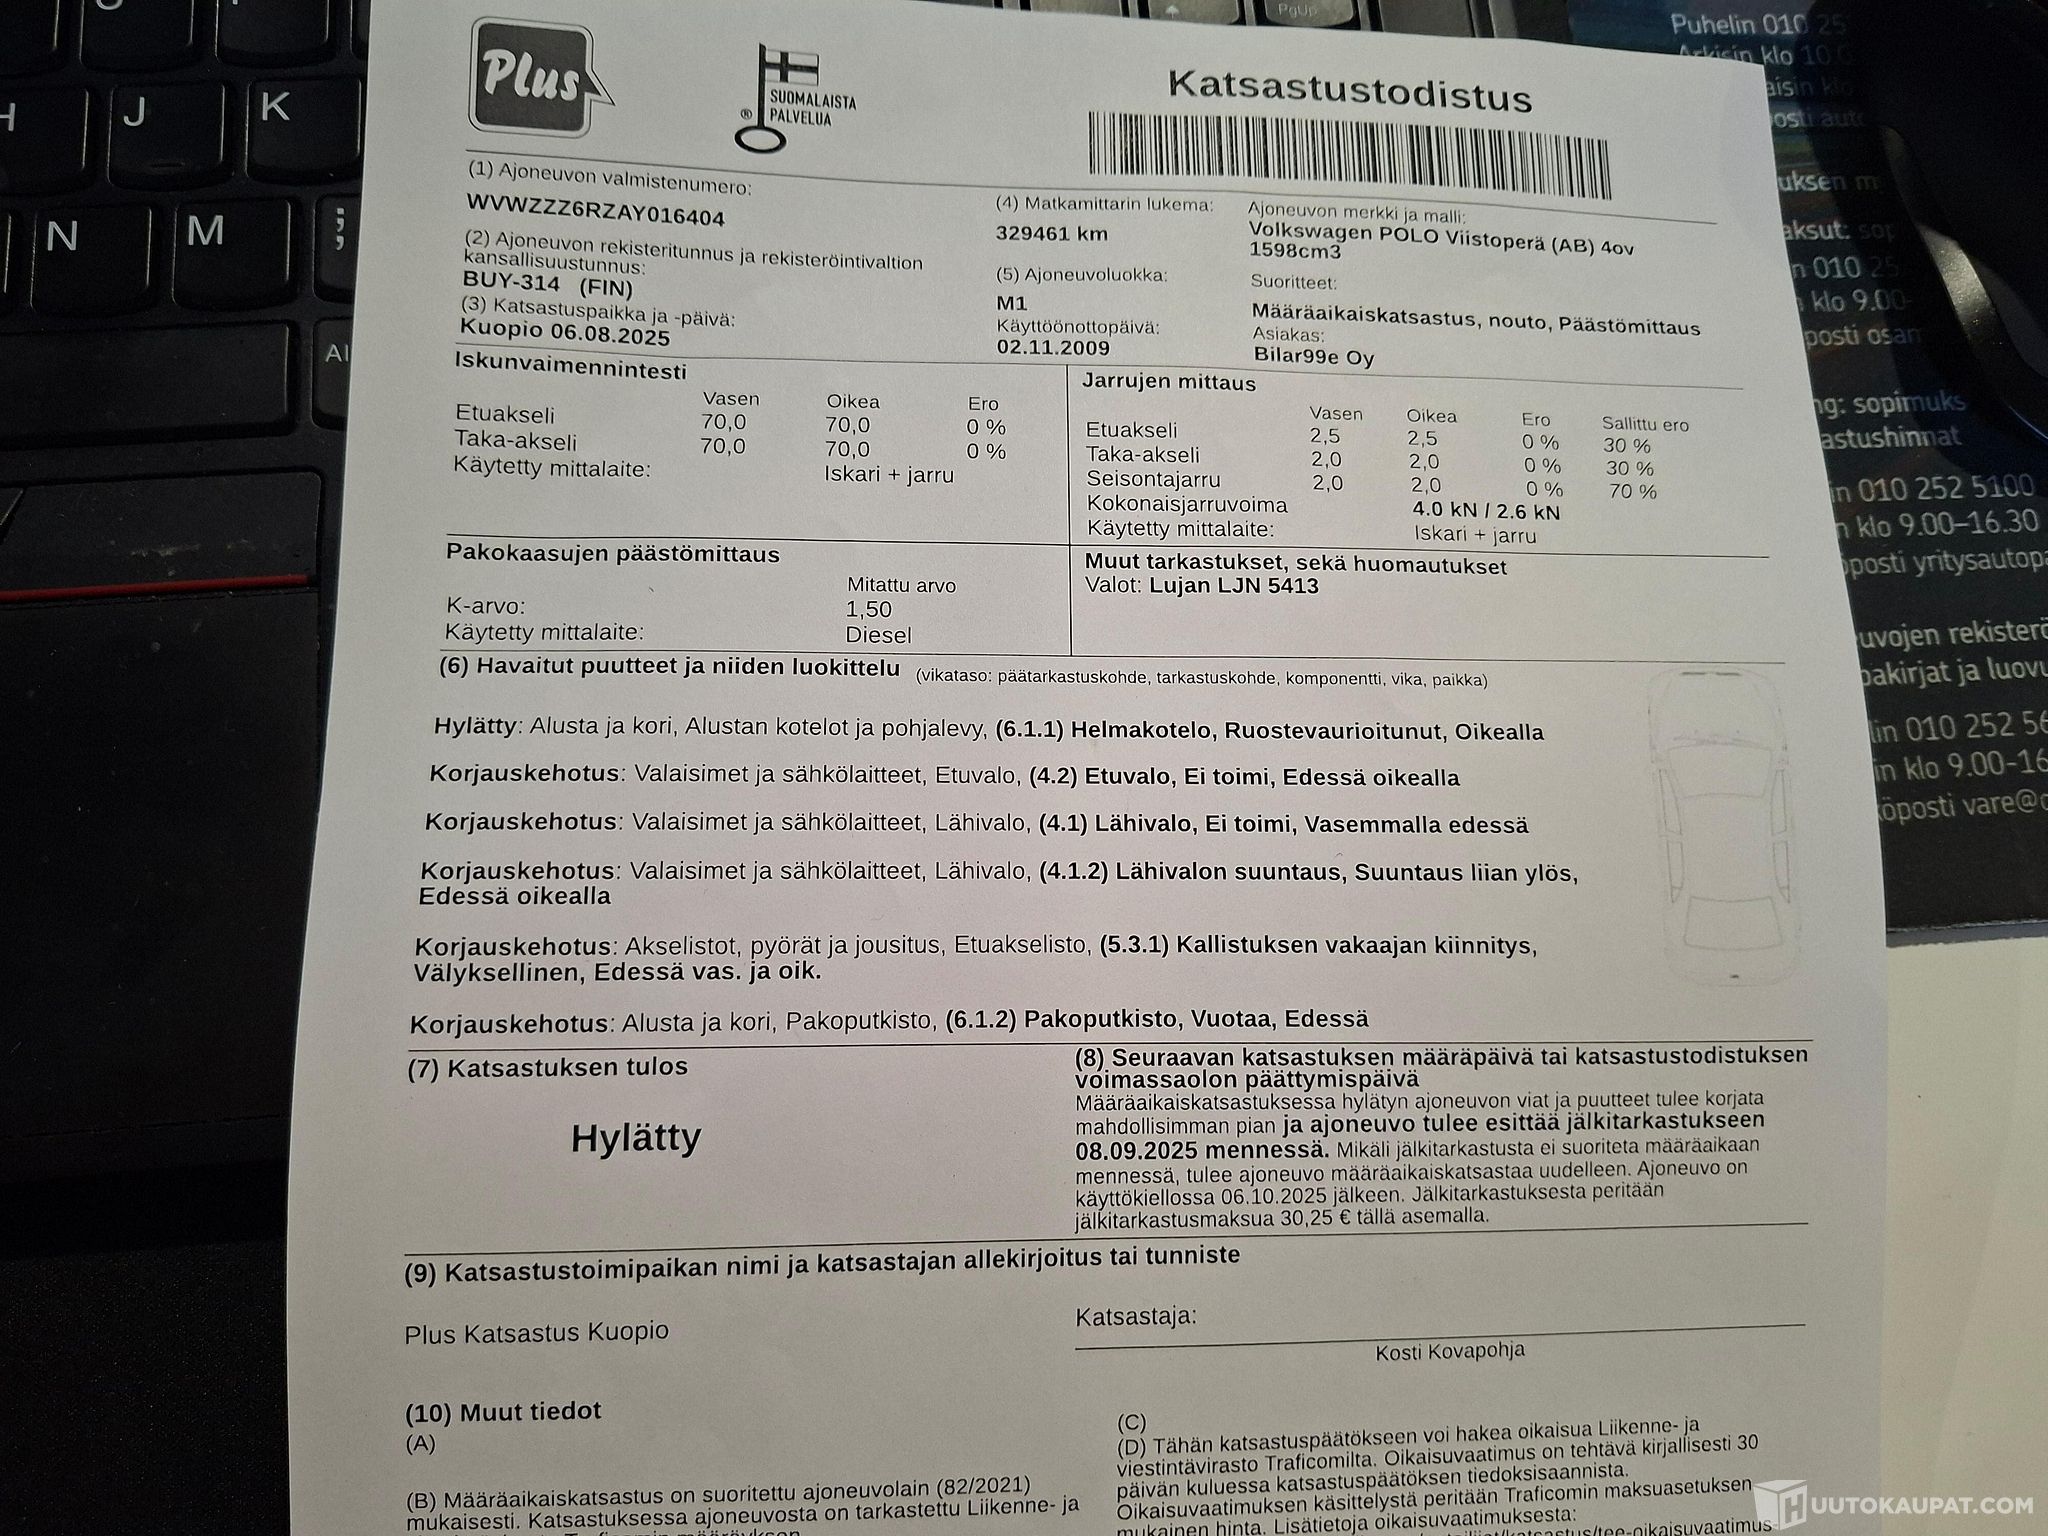 PgUp
H
J
K
N
M
;
Puhelin 010 25
klo 10
Plus
SUOMALAISTA
® PALVELUA
Katsastustodistus
(1) Ajoneuvon valmistenumero:
WVWZZZ6RZAY016404
(2) Ajoneuvon rekisteritunnus ja rekisteröintivaltion
kansallisuustunnus:
BUY-314 (FIN)
(3) Katsastuspaikka ja -päivä:
Kuopio 06.08.2025
(4) Matkamittarin lukema:
329461 km
(5) Ajoneuvoluokka:
M1
Käyttöönottopäivä:
02.11.2009
Ajoneuvon merkki ja malli:
Volkswagen POLO Viistoperä (AB) 4ov
1598cm3
Suoritteet:
Määräaikaiskatsastus, nouto, Päästömittaus
Asiakas:
Bilar99e Oy
Iskunvaimennintesti
Vasen Oikea Ero
Etuakseli 70,0 70,0 0 %
Taka-akseli 70,0 70,0 0 %
Käytetty mittalaite: Iskari + jarru
Jarrujen mittaus
Vasen Oikea Ero Sallittu ero
Etuakseli 2,5 2,5 0 % 30 %
Taka-akseli 2,0 2,0 0 % 30 %
Seisontajarru 2,0 2,0 0 % 70 %
Kokonaisjarruvoima 4.0 kN / 2.6 kN
Käytetty mittalaite: Iskari + jarru
Pakokaasujen päästömittaus
Mitattu arvo
K-arvo: 1,50
Käytetty mittalaite: Diesel
Muut tarkastukset, sekä huomautukset
Valot: Lujan LJN 5413
(6) Havaitut puutteet ja niiden luokittelu (vikataso: päätarkastuskohde, tarkastuskohde, komponentti, vika, paikka)
Hylätty: Alusta ja kori, Alustan kotelot ja pohjalevy, (6.1.1) Helmakotelo, Ruostevaurioitunut, Oikealla
Korjauskehotus: Valaisimet ja sähkölaitteet, Etuvalo, (4.2) Etuvalo, Ei toimi, Edessä oikealla
Korjauskehotus: Valaisimet ja sähkölaitteet, Lähivalo, (4.1) Lähivalo, Ei toimi, Vasemmalla edessä
Korjauskehotus: Valaisimet ja sähkölaitteet, Lähivalo, (4.1.2) Lähivalon suuntaus, Suuntaus liian ylös,
Edessä oikealla
Korjauskehotus: Akselistot, pyörät ja jousitus, Etuakselisto, (5.3.1) Kallistuksen vakaajan kiinnitys,
Välyksellinen, Edessä vas. ja oik.
Korjauskehotus: Alusta ja kori, Pakoputkisto, (6.1.2) Pakoputkisto, Vuotaa, Edessä
(7) Katsastuksen tulos
Hylätty
(8) Seuraavan katsastuksen määräpäivä tai katsastustodistuksen
voimassaolon päättymispäivä
Määräaikaiskatsastuksessa hylätyn ajoneuvon viat ja puutteet tulee korjata
mahdollisimman pian ja ajoneuvo tulee esittää jälkitarkastukseen
08.09.2025 mennessä. Mikäli jälkitarkastusta ei suoriteta määräaikaan
mennessä, tulee ajoneuvo määräaikaiskatsastaa uudelleen. Ajoneuvo on
käyttökiellossa 06.10.2025 jälkeen. Jälkitarkastuksesta peritään
jälkitarkastusmaksua 30,25 € tällä asemalla.
(9) Katsastustoimipaikan nimi ja katsastajan allekirjoitus tai tunniste
Plus Katsastus Kuopio
Katsastaja:
Kosti Kovapohja
(10) Muut tiedot
(A)
(B) Määräaikaiskatsastus on suoritettu ajoneuvolain (82/2021)
mukaisesti. Katsastuksessa ajoneuvosta on tarkastettu Liikenne- ja
(C)
(D) Tähän katsastuspäätökseen voi hakea oikaisua Liikenne- ja
viestintävirasto Traficomilta. Oikaisuvaatimus on tehtävä kirjallisesti 30
päivän kuluessa katsastuspäätöksen tiedoksisaannista.
Oikaisuvaatimuksen käsittelystä peritään Traficomin maksuasetuksen
mukainen hinta. Lisätietoja oikaisuvaatimuksesta:
uksen m
aksut: sop
n 010 25
klo 9.00-
posti osan
ng: sopimuks
astushinnat
in 010 252 5100
n klo 9.00–16.30
posti yritysautopa
uvojen rekisterö
pakirjat ja luovu
lin 010 252 56
in klo 9.00-16
köposti vare@o
HUUTOKAUPAT.COM